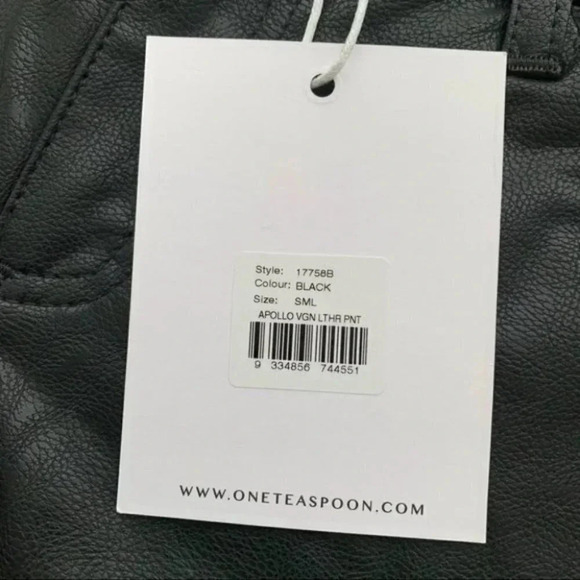 Style: 17758B
Colour: BLACK
Size: SML
APOLLO VGN LTHR PNT
9 334856 744551
WWW.ONETEASPOON.COM